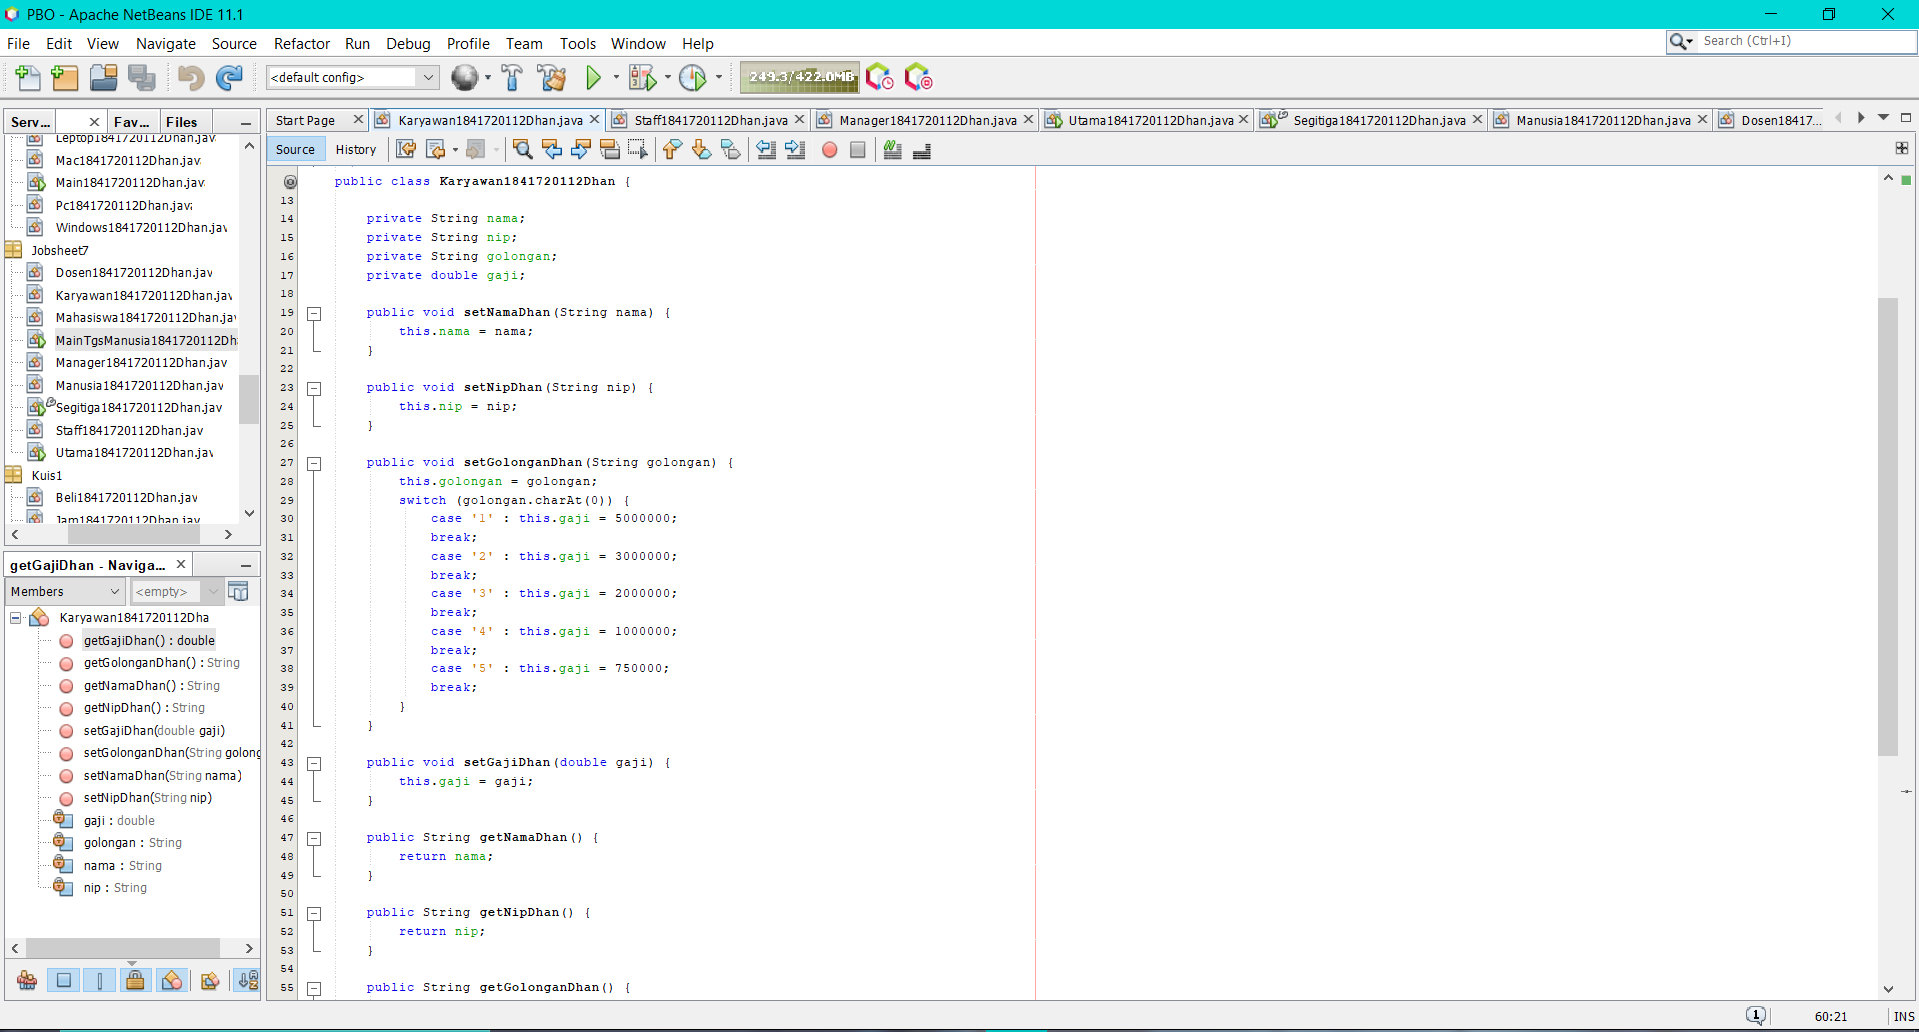 PBO - Apache NetBeans IDE 11.1
File Edit View Navigate Source Refactor Run Debug Profile Team Tools Window Help
Search (Ctrl+I)
<default config>
249.3/422.0MB
Serv...
Fav...
Files
Leptop1841720112Dhan.java
Mac1841720112Dhan.java
Main1841720112Dhan.java
Pc1841720112Dhan.java
Windows1841720112Dhan.jav
Jobsheet7
Dosen1841720112Dhan.jav
Karyawan1841720112Dhan.jav
Mahasiswa1841720112Dhan.jav
MainTgsManusia1841720112Dh
Manager1841720112Dhan.jav
Manusia1841720112Dhan.jav
Segitiga1841720112Dhan.jav
Staff1841720112Dhan.jav
Utama1841720112Dhan.jav
Kuis1
Beli1841720112Dhan.jav
Jam1841720112Dhan.jav
getGajiDhan - Naviga...
Members
<empty>
Karyawan1841720112Dha
getGajiDhan() : double
getGolonganDhan() : String
getNamaDhan() : String
getNipDhan() : String
setGajiDhan(double gaji)
setGolonganDhan(String golong
setNamaDhan(String nama)
setNipDhan(String nip)
gaji : double
golongan : String
nama : String
nip : String
Start Page
Karyawan1841720112Dhan.java
Staff1841720112Dhan.java
Manager1841720112Dhan.java
Utama1841720112Dhan.java
Segitiga1841720112Dhan.java
Manusia1841720112Dhan.java
Dosen18417...
Source History
public class Karyawan1841720112Dhan {
13
14 private String nama;
15 private String nip;
16 private String golongan;
17 private double gaji;
18
19 public void setNamaDhan(String nama) {
20 this.nama = nama;
21 }
22
23 public void setNipDhan(String nip) {
24 this.nip = nip;
25 }
26
27 public void setGolonganDhan(String golongan) {
28 this.golongan = golongan;
29 switch (golongan.charAt(0)) {
30 case '1' : this.gaji = 5000000;
31 break;
32 case '2' : this.gaji = 3000000;
33 break;
34 case '3' : this.gaji = 2000000;
35 break;
36 case '4' : this.gaji = 1000000;
37 break;
38 case '5' : this.gaji = 750000;
39 break;
40 }
41 }
42
43 public void setGajiDhan(double gaji) {
44 this.gaji = gaji;
45 }
46
47 public String getNamaDhan() {
48 return nama;
49 }
50
51 public String getNipDhan() {
52 return nip;
53 }
54
55 public String getGolonganDhan() {
1
60:21
INS